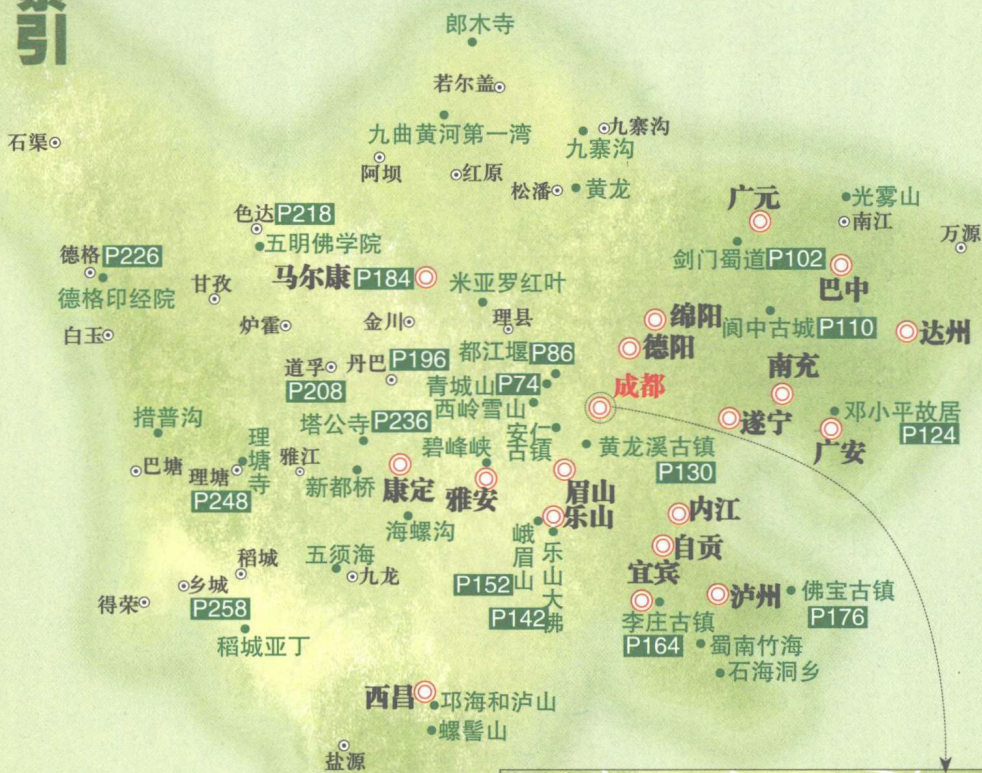 索引
郎木寺
若尔盖
九曲黄河第一湾
九寨沟
九寨沟
石渠
阿坝
红原
松潘
黄龙
广元
光雾山
南江
万源
色达 P218
五明佛学院
剑门蜀道 P102
巴中
德格 P226
德格印经院
甘孜
马尔康 P184
米亚罗红叶
白玉
炉霍
金川
理县
绵阳
阆中古城 P110
达州
德阳
道孚
P208
丹巴 P196
都江堰 P86
青城山 P74
成都
南充
西岭雪山
措普沟
塔公寺 P236
安仁
古镇
黄龙溪古镇
P130
遂宁
邓小平故居
P124
广安
理塘寺
巴塘
理塘
P248
雅江
新都桥
碧峰峡
康定
雅安
眉山
乐山
内江
海螺沟
峨眉山
P152
乐山大佛
P142
自贡
五须海
九龙
稻城
乡城
P258
得荣
稻城亚丁
宜宾
李庄古镇
P164
泸州
佛宝古镇
P176
蜀南竹海
石海洞乡
西昌
邛海和泸山
螺髻山
盐源